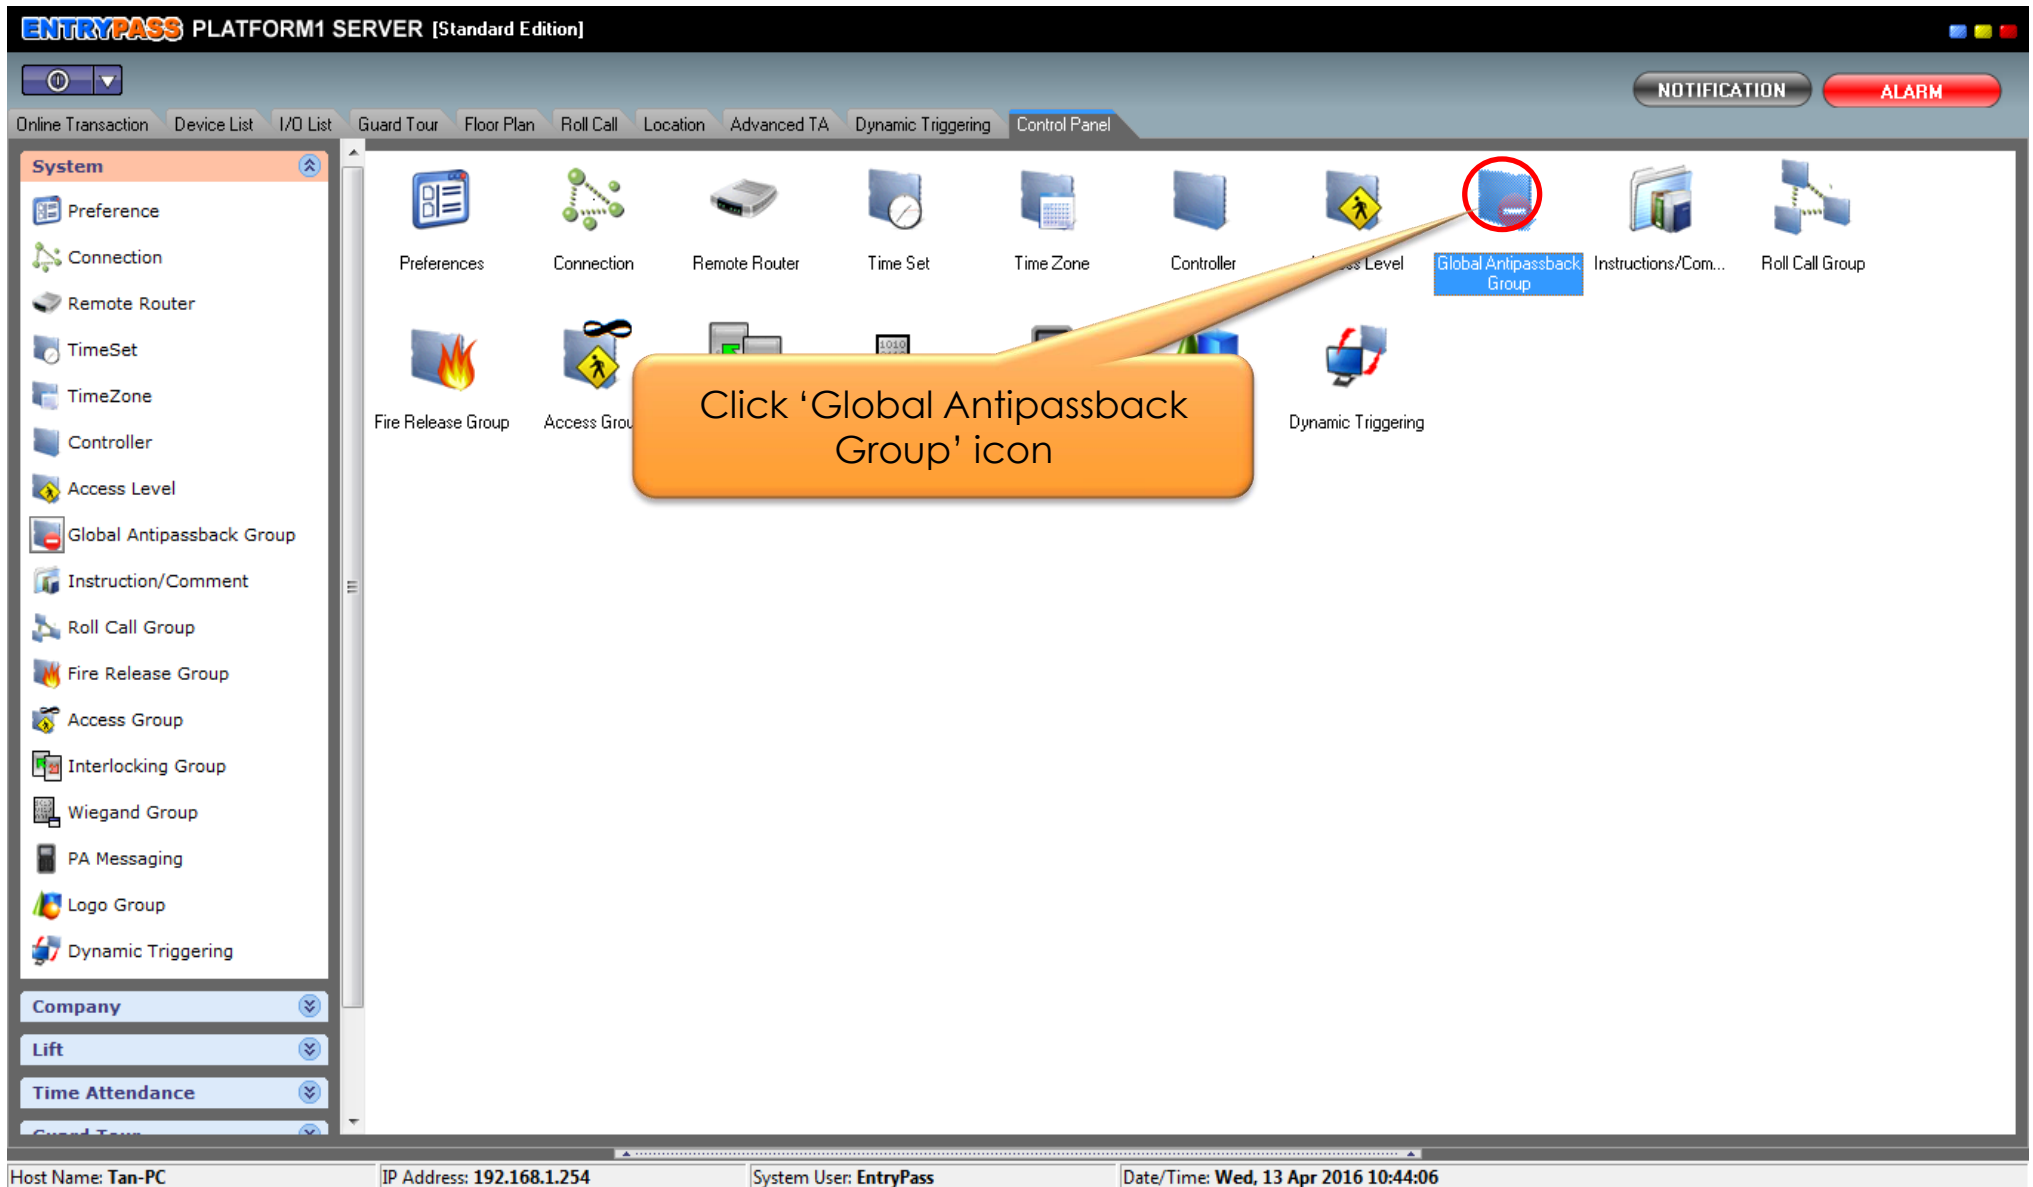 ENTRYPASS PLATFORM1 SERVER [Standard Edition]
NOTIFICATION ALARM
Online Transaction Device List I/O List Guard Tour Floor Plan Roll Call Location Advanced TA Dynamic Triggering Control Panel
System
Preference
Connection
Remote Router
TimeSet
TimeZone
Controller
Access Level
Global Antipassback Group
Instruction/Comment
Roll Call Group
Fire Release Group
Access Group
Interlocking Group
Wiegand Group
PA Messaging
Logo Group
Dynamic Triggering
Company
Lift
Time Attendance
Preferences Connection Remote Router Time Set Time Zone Controller Level Global Antipassback Instructions/Com... Roll Call Group
Group
Fire Release Group Access Dynamic Triggering
Click ‘Global Antipassback
Group’ icon
Host Name: Tan-PC IP Address: 192.168.1.254 System User: EntryPass Date/Time: Wed, 13 Apr 2016 10:44:06